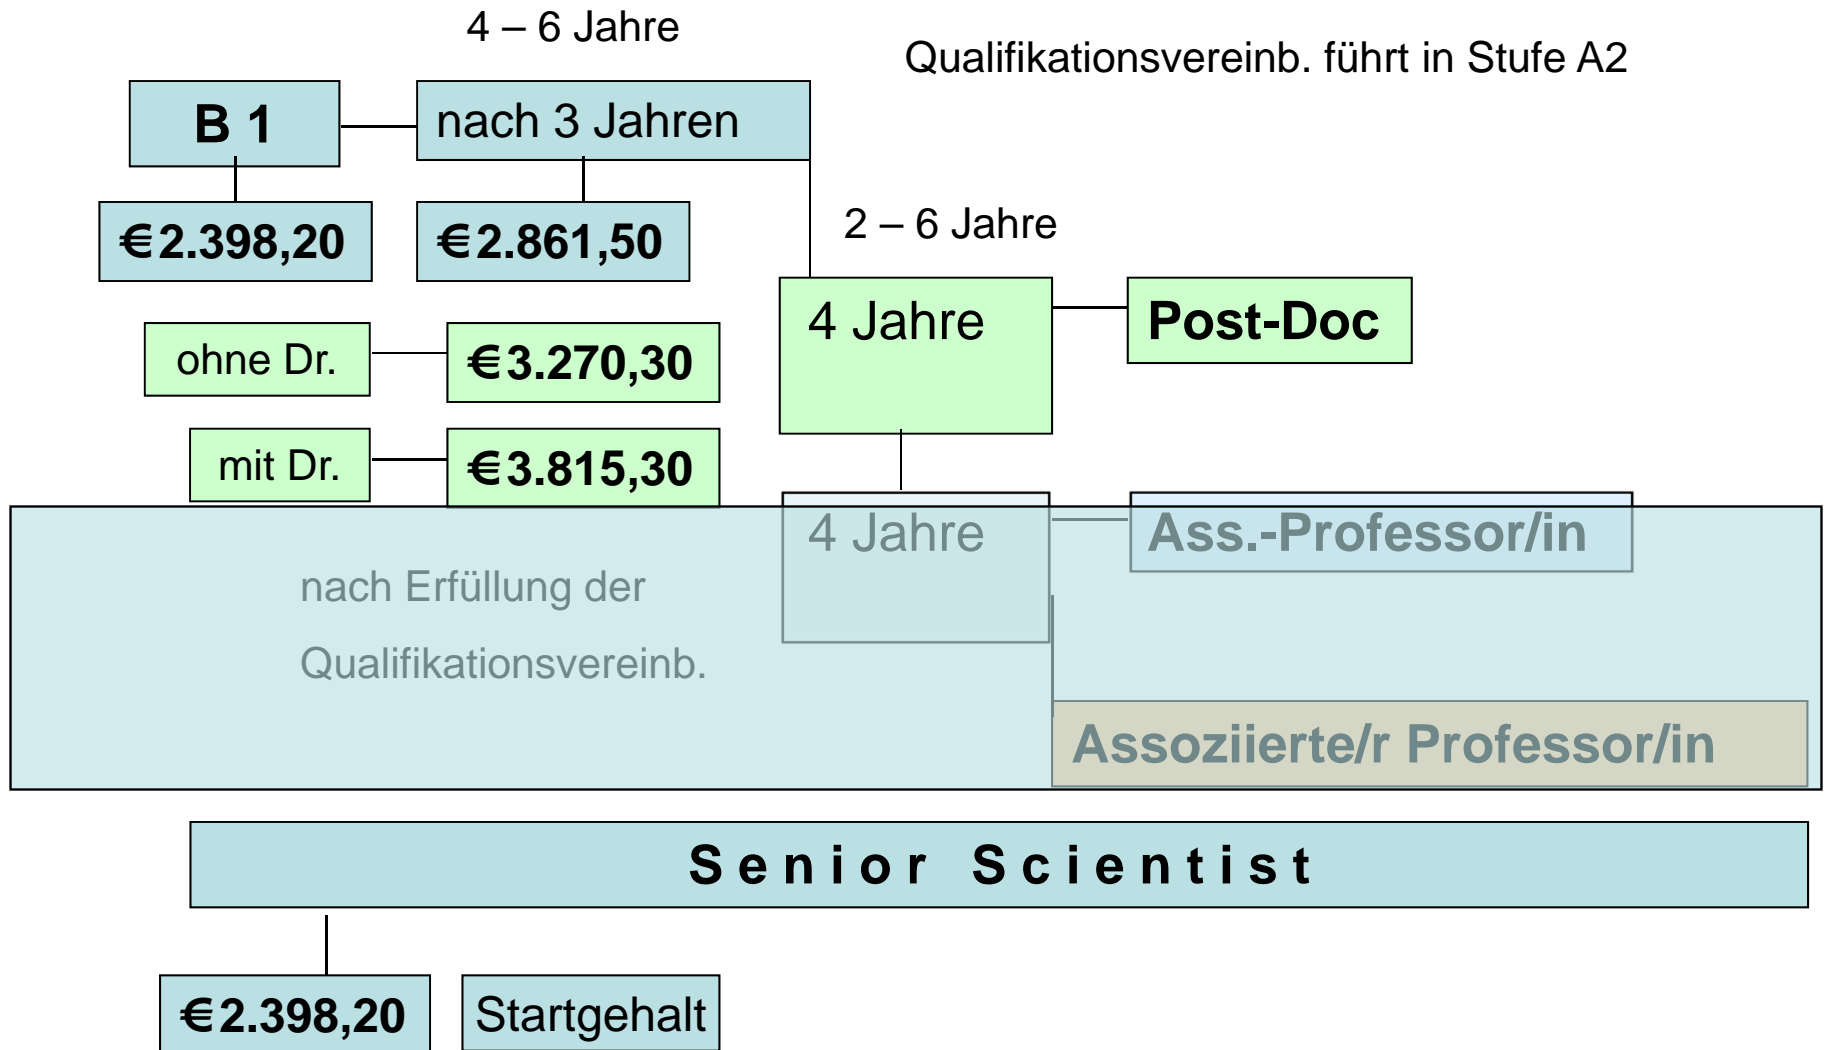 4 – 6 Jahre
Qualifikationsvereinb. führt in Stufe A2
B 1
nach 3 Jahren
€2.398,20
€2.861,50
2 – 6 Jahre
4 Jahre
Post-Doc
ohne Dr.
€3.270,30
mit Dr.
€3.815,30
4 Jahre
Ass.-Professor/in
nach Erfüllung der
Qualifikationsvereinb.
Assoziierte/r Professor/in
Senior Scientist
€2.398,20
Startgehalt